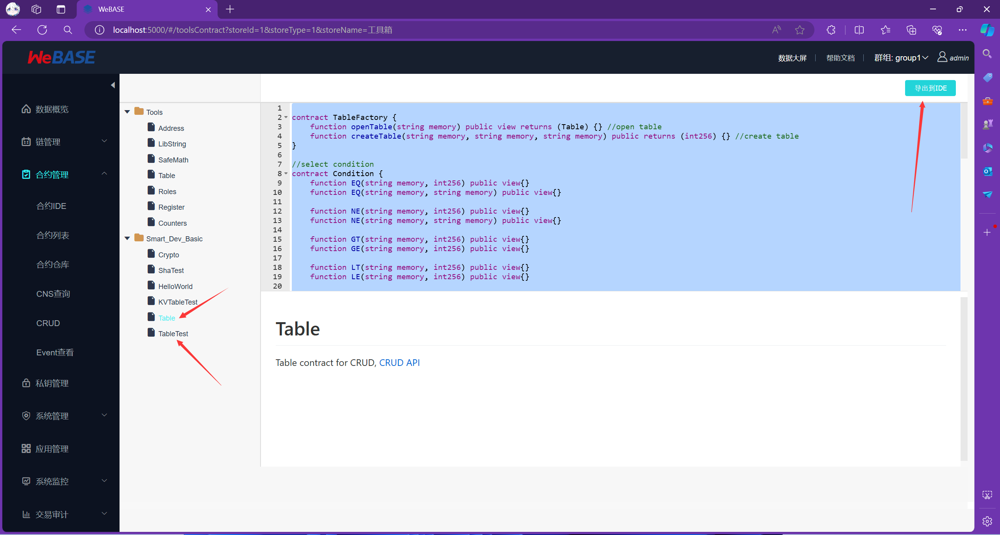 WeBASE
localhost:5000/#/toolsContract?storeId=1&storeType=1&storeName=工具箱
WeBASE
数据大屏
帮助文档
群组: group1
admin
导出到IDE
数据概览
链管理
合约管理
合约IDE
合约列表
合约仓库
CNS查询
CRUD
Event查看
私钥管理
系统管理
应用管理
系统监控
交易审计
Tools
Address
LibString
SafeMath
Table
Roles
Register
Counters
Smart_Dev_Basic
Crypto
ShaTest
HelloWorld
KVTableTest
Table
TableTest
1
2 contract TableFactory {
3 function openTable(string memory) public view returns (Table) {} //open table
4 function createTable(string memory, string memory, string memory) public returns (int256) {} //create table
5 }
6
7 //select condition
8 contract Condition {
9 function EQ(string memory, int256) public view{}
10 function EQ(string memory, string memory) public view{}
11
12 function NE(string memory, int256) public view{}
13 function NE(string memory, string memory) public view{}
14
15 function GT(string memory, int256) public view{}
16 function GE(string memory, int256) public view{}
17
18 function LT(string memory, int256) public view{}
19 function LE(string memory, int256) public view{}
20
Table
Table contract for CRUD, CRUD API